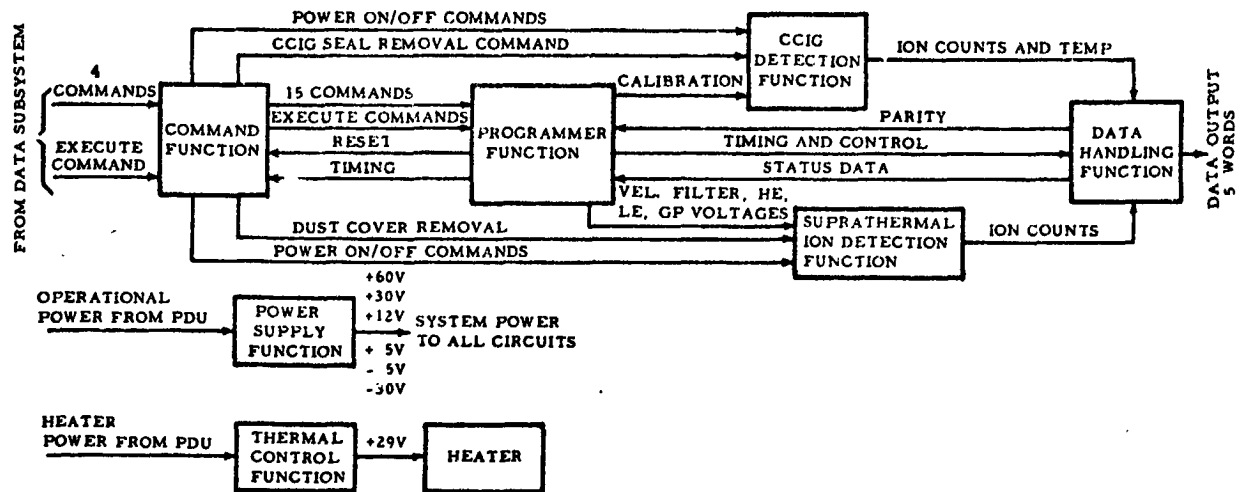 POWER ON/OFF COMMANDS
CCIG SEAL REMOVAL COMMAND
CCIG
DETECTION
FUNCTION
ION COUNTS AND TEMP
FROM DATA SUBSYSTEM
4
COMMANDS
EXECUTE
COMMAND
COMMAND
FUNCTION
15 COMMANDS
EXECUTE COMMANDS
RESET
TIMING
PROGRAMMER
FUNCTION
CALIBRATION
PARITY
TIMING AND CONTROL
STATUS DATA
DATA
HANDLING
FUNCTION
DATA OUTPUT
5 WORDS
VEL. FILTER, HE,
LE, GP VOLTAGES
DUST COVER REMOVAL
POWER ON/OFF COMMANDS
SUPRATHERMAL
ION DETECTION
FUNCTION
ION COUNTS
OPERATIONAL
POWER FROM PDU
POWER
SUPPLY
FUNCTION
+60V
+30V
+12V
+ 5V
- 5V
-30V
SYSTEM POWER
TO ALL CIRCUITS
HEATER
POWER FROM PDU
THERMAL
CONTROL
FUNCTION
+29V
HEATER